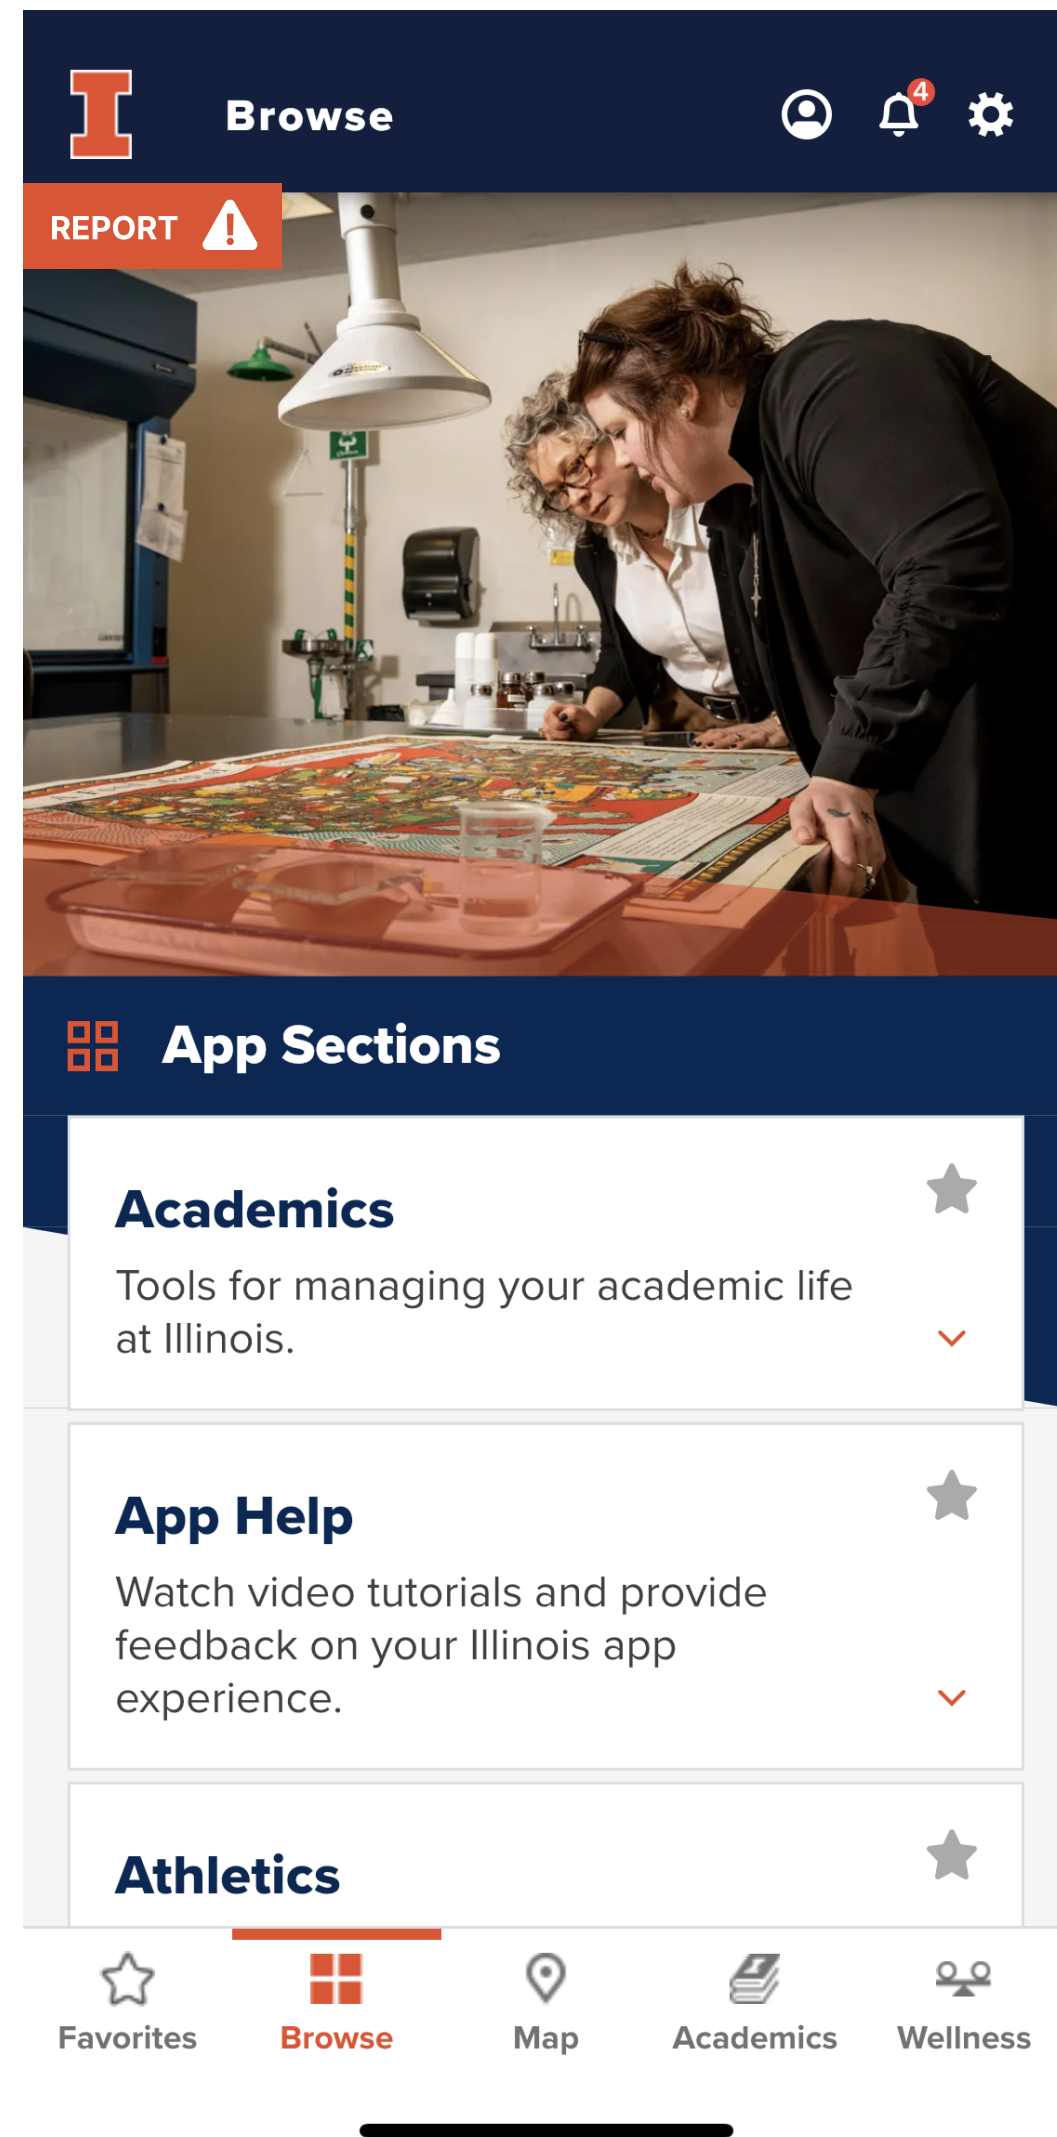 Browse
4
REPORT
App Sections
Academics
Tools for managing your academic life
at Illinois.
App Help
Watch video tutorials and provide
feedback on your Illinois app
experience.
Athletics
Favorites
Browse
Map
Academics
Wellness